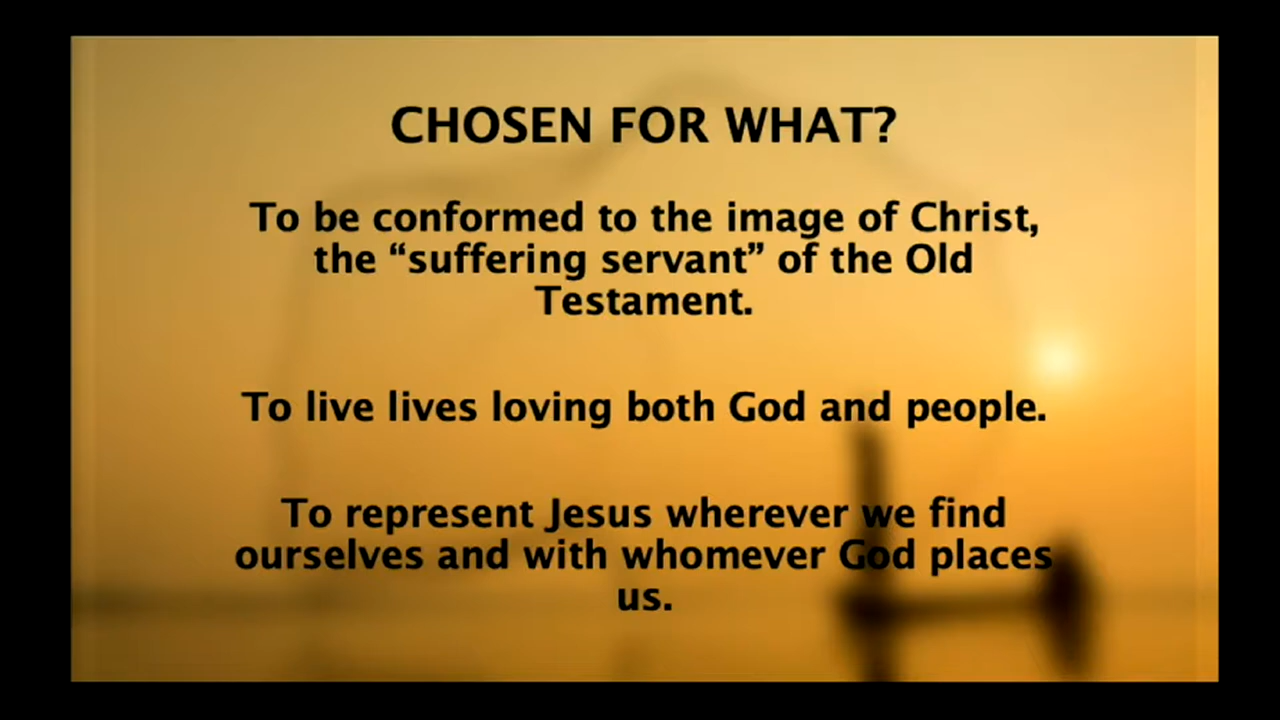 CHOSEN FOR WHAT?
To be conformed to the image of Christ,
the “suffering servant” of the Old
Testament.
To live lives loving both God and people.
To represent Jesus wherever we find
ourselves and with whomever God places
us.